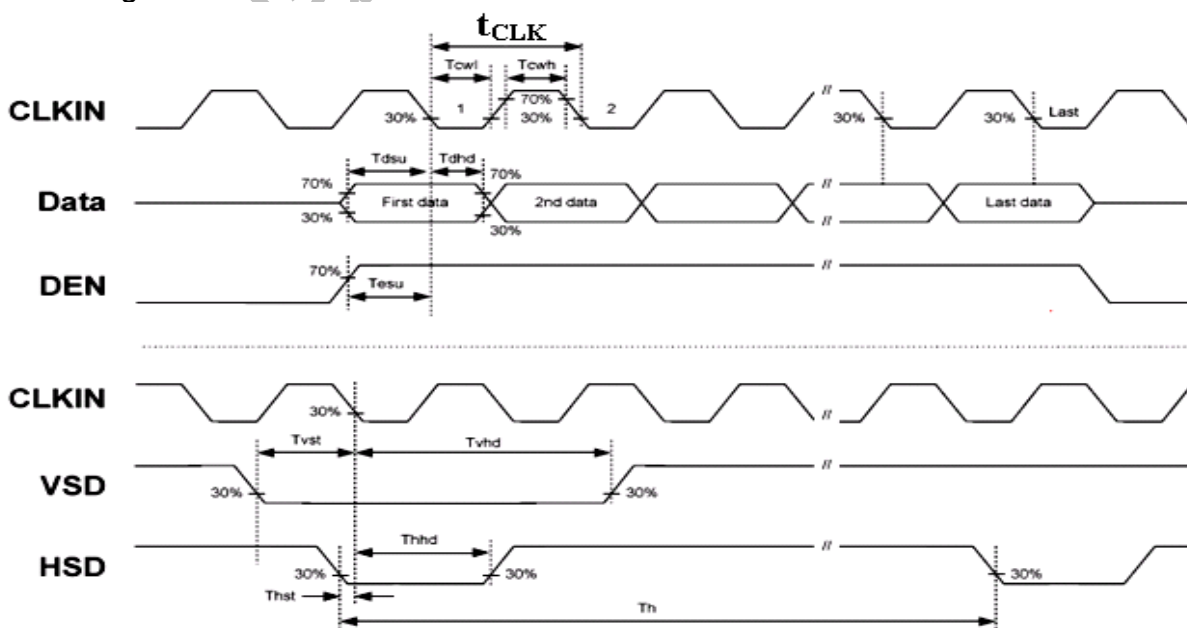 t_CLK
Tcwl Tcwh
CLKIN 30% 1 70% 30% 2 // 30% 30% Last
Tdsu Tdhd
70% 70%
Data First data 2nd data // Last data
30% 30%
DEN 70% //
Tesu
CLKIN 30% //
Tvst Tvhd
VSD 30% 30% //
Thhd
HSD 30% 30% // 30%
Thst
Th